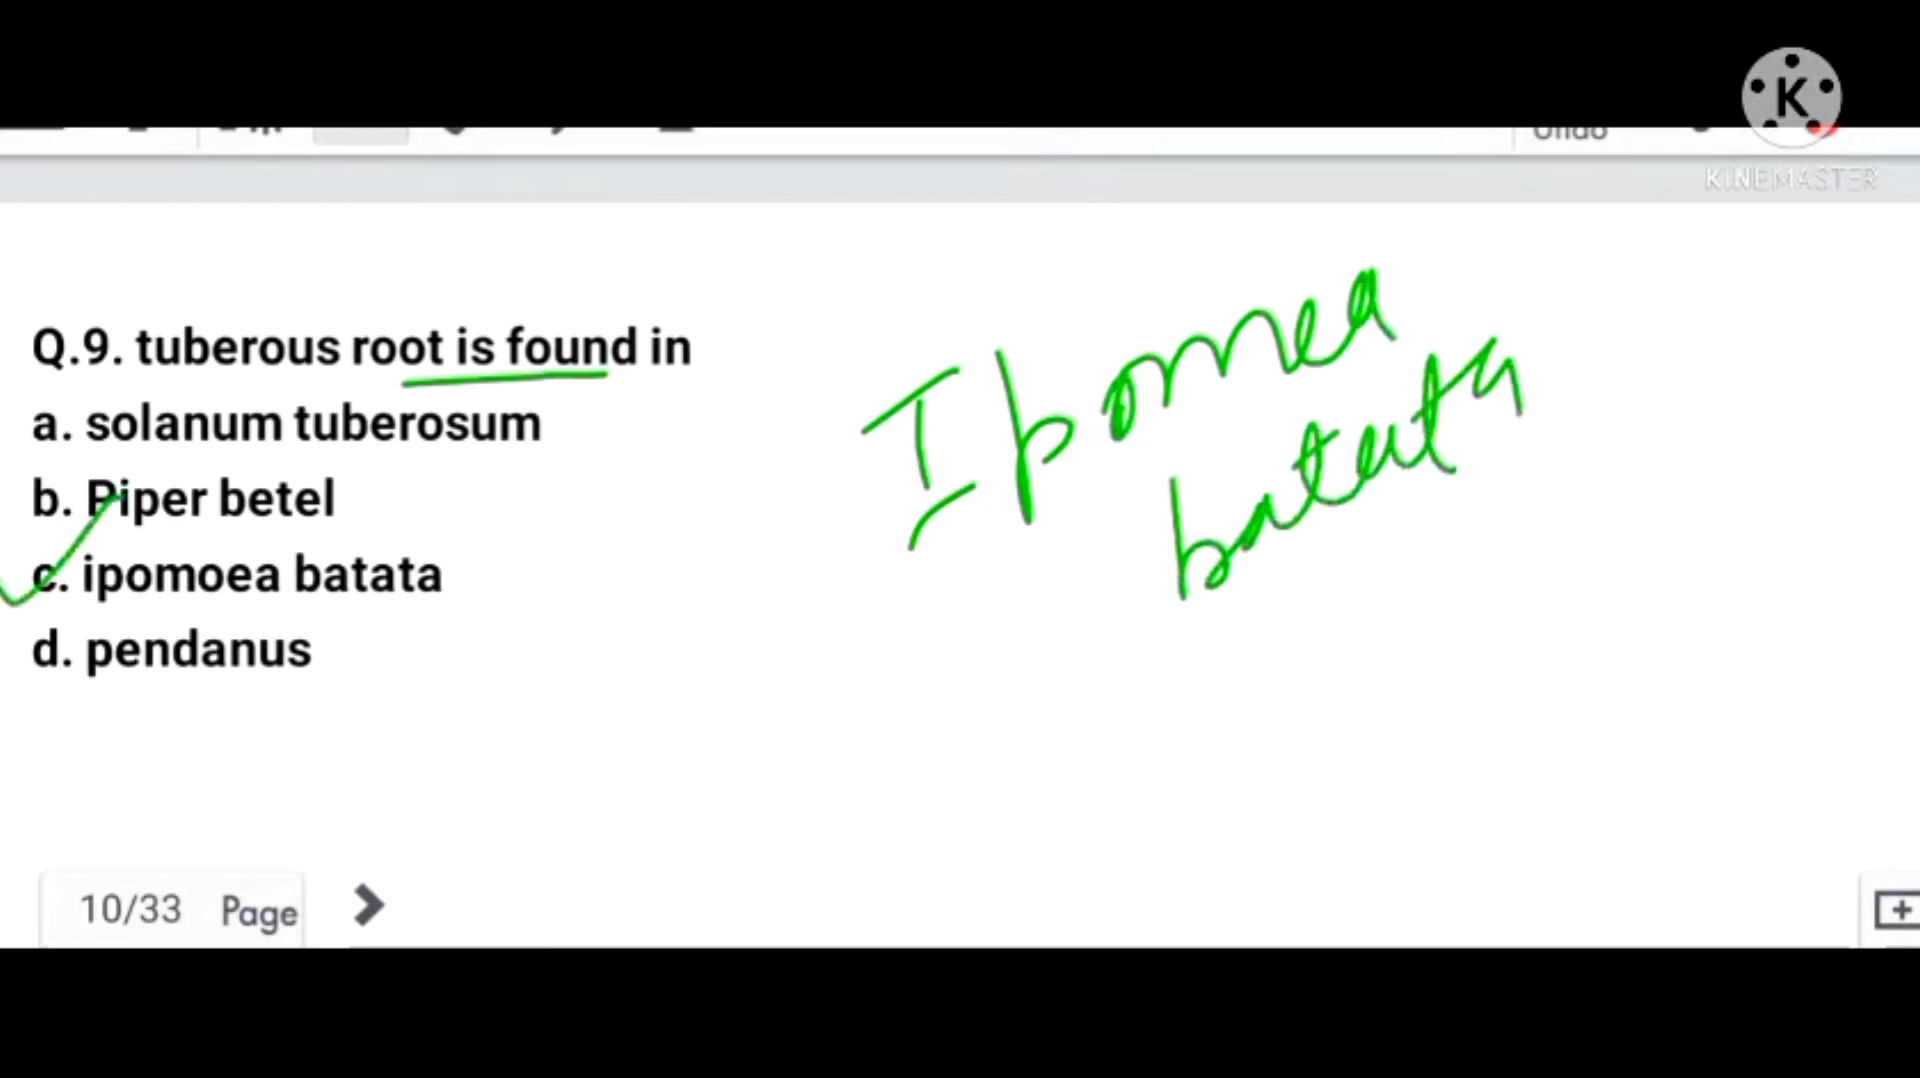 Undo
K
KINEMASTER
Q.9. tuberous root is found in
a. solanum tuberosum
b. Piper betel
c. ipomoea batata
d. pendanus
Ipomea
batata
10/33 Page